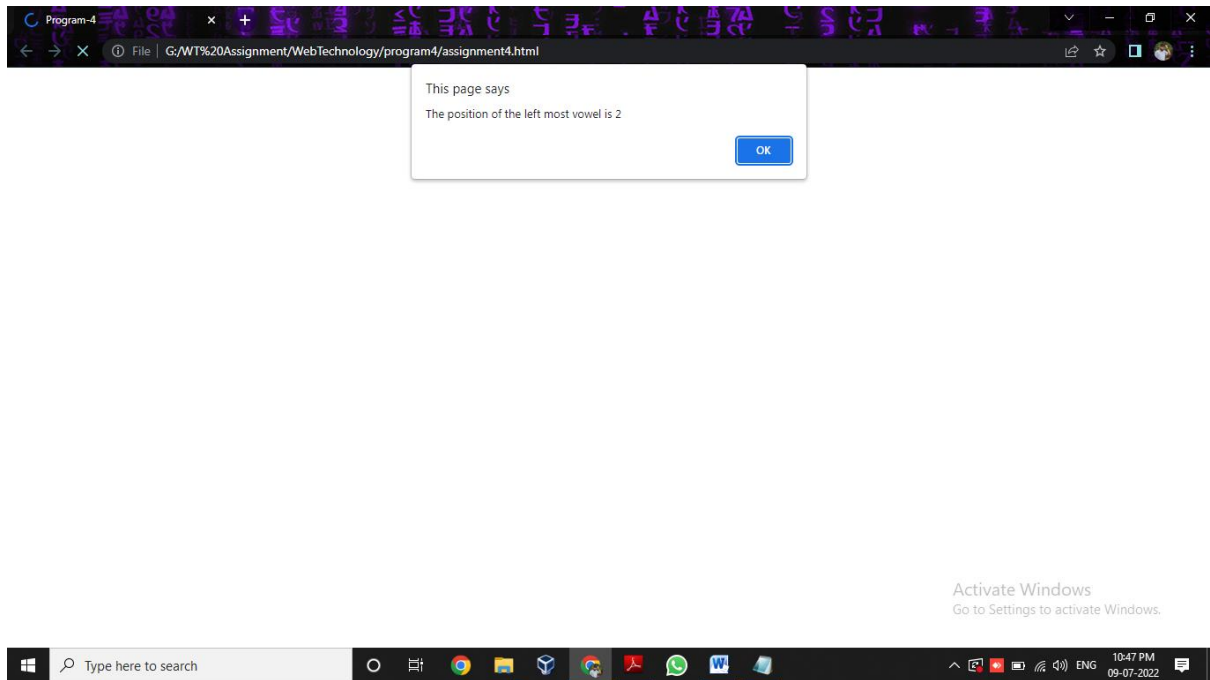 Program-4
File | G:/WT%20Assignment/WebTechnology/program4/assignment4.html
This page says
The position of the left most vowel is 2
OK
Activate Windows
Go to Settings to activate Windows.
Type here to search
ENG
10:47 PM
09-07-2022